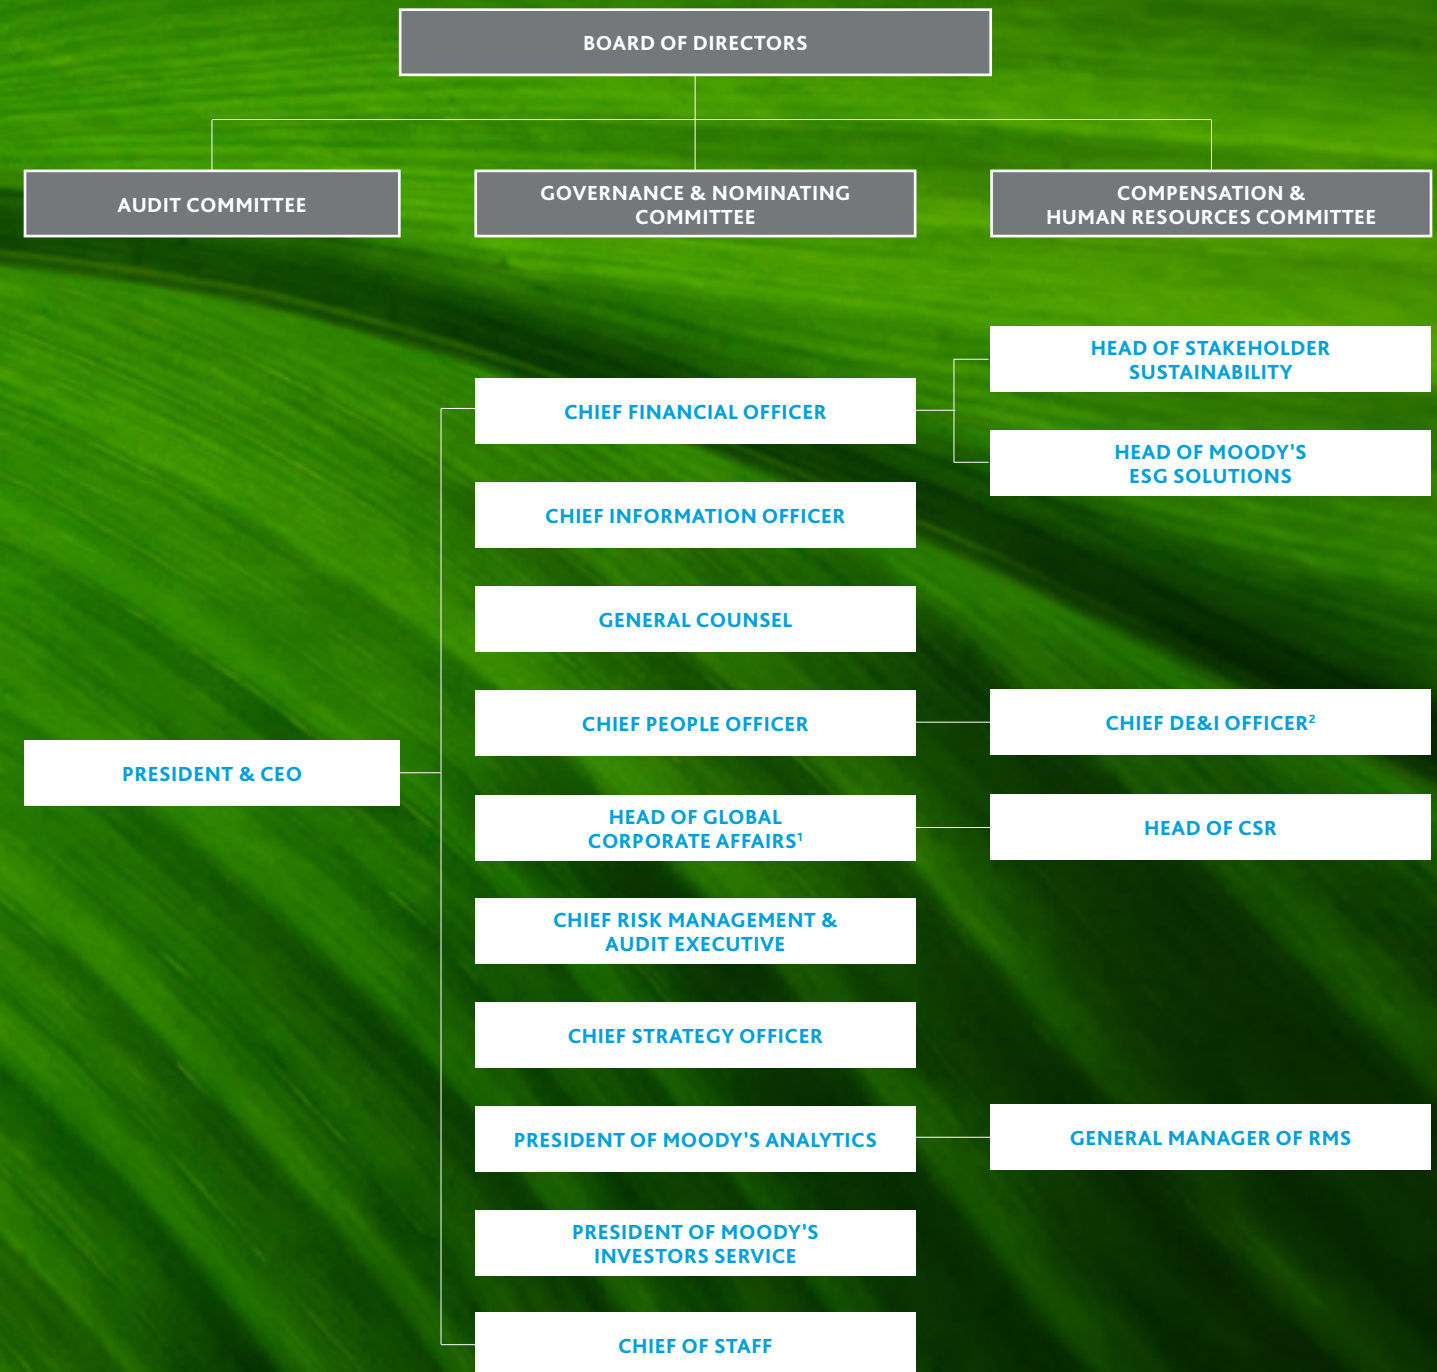 BOARD OF DIRECTORS
AUDIT COMMITTEE
GOVERNANCE & NOMINATING
COMMITTEE
COMPENSATION &
HUMAN RESOURCES COMMITTEE
HEAD OF STAKEHOLDER
SUSTAINABILITY
CHIEF FINANCIAL OFFICER
HEAD OF MOODY'S
ESG SOLUTIONS
CHIEF INFORMATION OFFICER
GENERAL COUNSEL
CHIEF PEOPLE OFFICER
CHIEF DE&I OFFICER²
PRESIDENT & CEO
HEAD OF GLOBAL
CORPORATE AFFAIRS¹
HEAD OF CSR
CHIEF RISK MANAGEMENT &
AUDIT EXECUTIVE
CHIEF STRATEGY OFFICER
PRESIDENT OF MOODY'S ANALYTICS
GENERAL MANAGER OF RMS
PRESIDENT OF MOODY'S
INVESTORS SERVICE
CHIEF OF STAFF